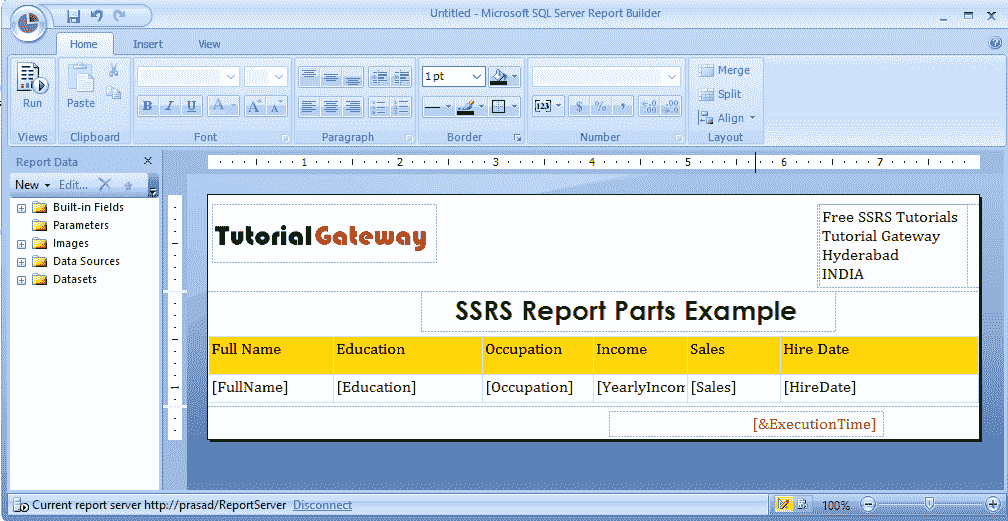 Untitled - Microsoft SQL Server Report Builder
Home Insert View
1 pt
Run Paste B I U A A A Merge
Split
$ % , Align
Views Clipboard Font Paragraph Border Number Layout
Report Data
New Edit...
Built-in Fields
Parameters
Images
Data Sources
Datasets
1 2 3 4 5 6 7
TutorialGateway
Free SSRS Tutorials
Tutorial Gateway
Hyderabad
INDIA
SSRS Report Parts Example
Full Name Education Occupation Income Sales Hire Date
[FullName] [Education] [Occupation] [YearlyIncom [Sales] [HireDate]
1
[&ExecutionTime]
Current report server http://prasad/ReportServer Disconnect
100%